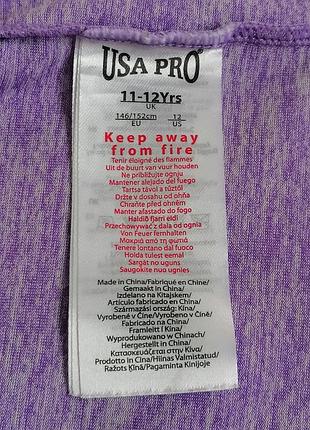 USA PRO
11-12Yrs
UK
146/152cm 12
EU US
Keep away
from fire
Tenir éloigné des flammes
Uit de buurt van vuur houden
Ne približujte ognju
Mantener alejado del fuego
Tartsa távol a tűztől
Držte v dosahu od ohňa
Chraňte před ohněm
Manter afastado do fogo
Haldið fjarri eldi
Przechowywać z dala od ognia
Von Feuer fernhalten
Μακριά από τη φωτιά
Tenere lontano dal fuoco
Hoida tulest eemal
Sargāt no uguns
Saugokite nuo ugnies
Made in China/Fabriqué en Chine/
Gemaakt in China/
Izdelano na Kitajskem/
Artículo fabricado en China/
Származási ország: Kína/
Vyrobené v Číne/Vyrobeno v Číně/
Fabricado na China/
Framleitt í Kína/
Wyprodukowano w Chinach/
Hergestellt in China/
Κατασκευάζεται στην Κίνα/
Prodotto in Cina/Hiinas Valmistatud/
Ražots Ķīnā/Pagaminta Kinijoje